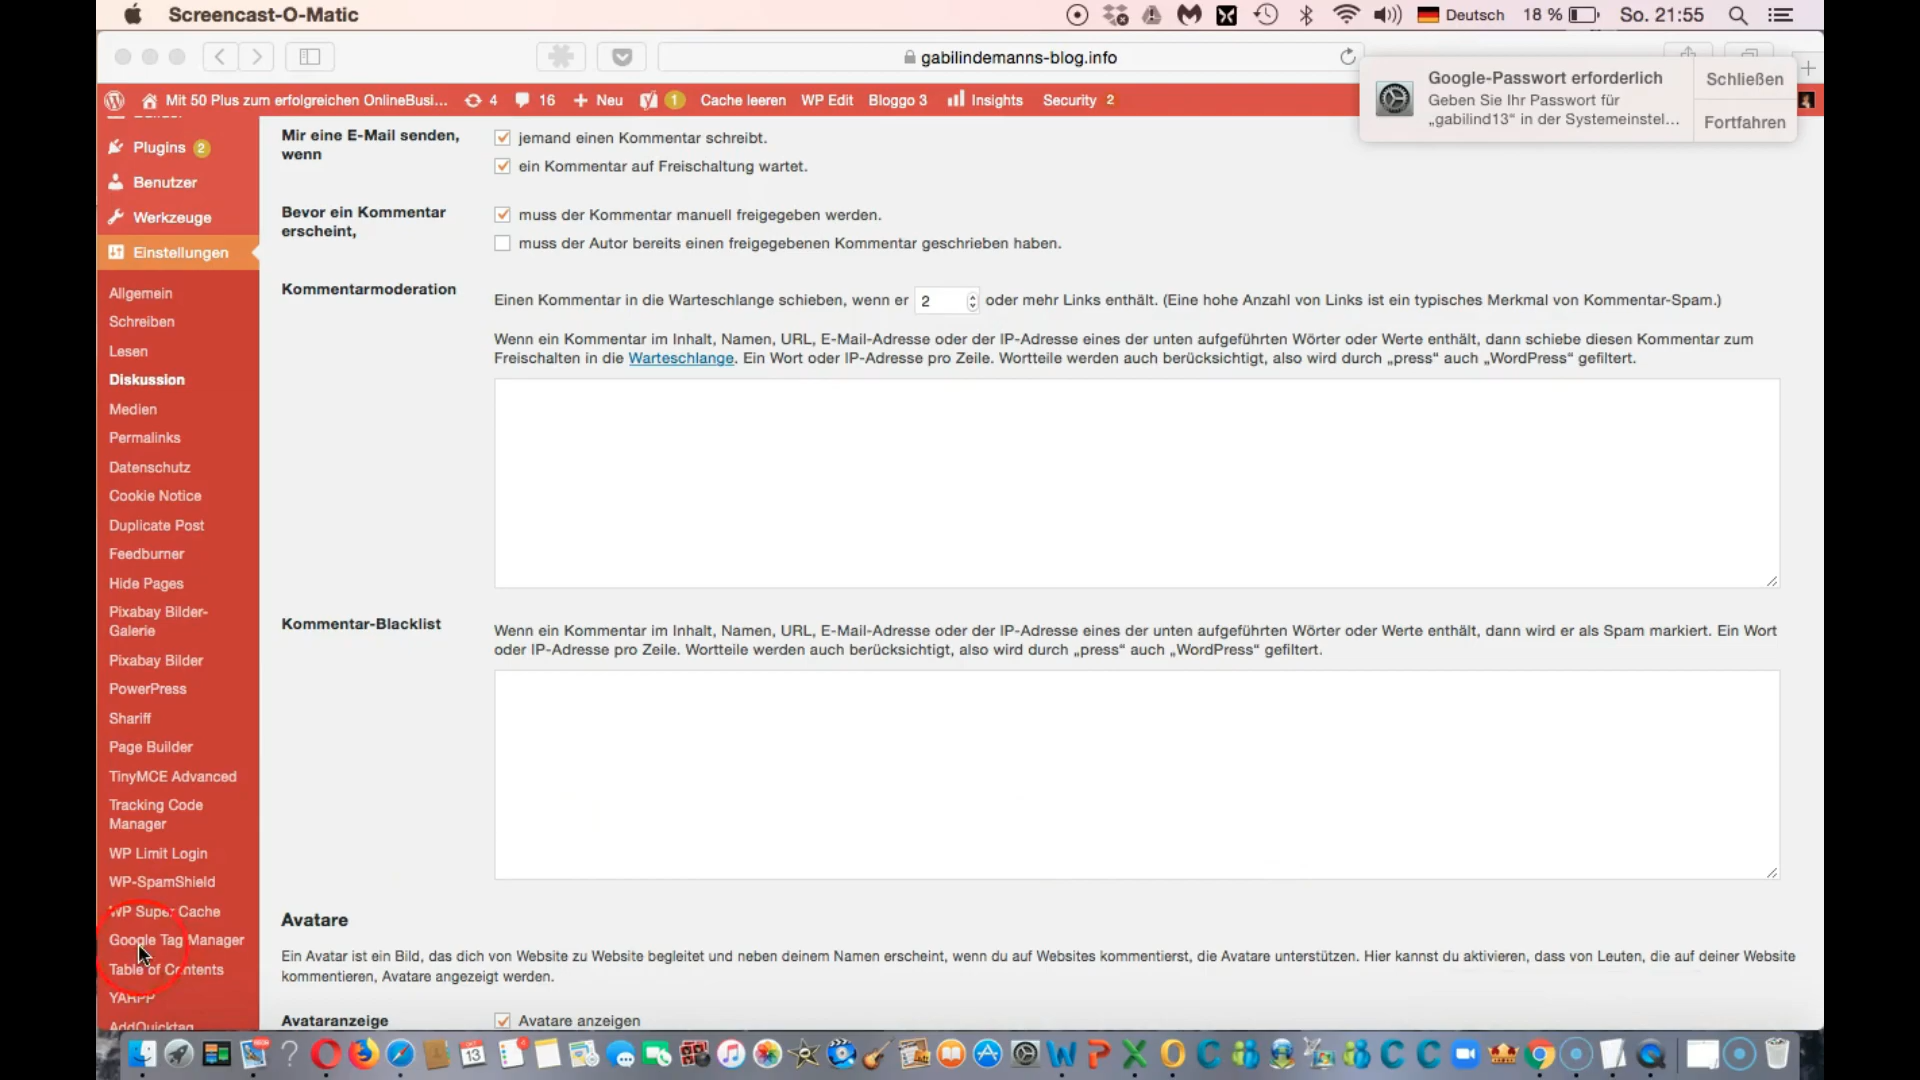 Screencast-O-Matic
Deutsch 18 % So. 21:55
gabilindemanns-blog.info
Google-Passwort erforderlich
Geben Sie Ihr Passwort für
„gabilind13“ in der Systemeinstel...
Schließen
Fortfahren
Mit 50 Plus zum erfolgreichen OnlineBusi... 4 16 + Neu 1 Cache leeren WP Edit Bloggo 3 Insights Security 2
Plugins 2
Benutzer
Werkzeuge
Einstellungen
Allgemein
Schreiben
Lesen
Diskussion
Medien
Permalinks
Datenschutz
Cookie Notice
Duplicate Post
Feedburner
Hide Pages
Pixabay Bilder-
Galerie
Pixabay Bilder
PowerPress
Shariff
Page Builder
TinyMCE Advanced
Tracking Code
Manager
WP Limit Login
WP-SpamShield
WP Super Cache
Google Tag Manager
Table of Contents
YARPP
AddQuicktag
Mir eine E-Mail senden,
wenn
jemand einen Kommentar schreibt.
ein Kommentar auf Freischaltung wartet.
Bevor ein Kommentar
erscheint,
muss der Kommentar manuell freigegeben werden.
muss der Autor bereits einen freigegebenen Kommentar geschrieben haben.
Kommentarmoderation
Einen Kommentar in die Warteschlange schieben, wenn er 2 oder mehr Links enthält. (Eine hohe Anzahl von Links ist ein typisches Merkmal von Kommentar-Spam.)
Wenn ein Kommentar im Inhalt, Namen, URL, E-Mail-Adresse oder der IP-Adresse eines der unten aufgeführten Wörter oder Werte enthält, dann schiebe diesen Kommentar zum
Freischalten in die Warteschlange. Ein Wort oder IP-Adresse pro Zeile. Wortteile werden auch berücksichtigt, also wird durch „press“ auch „WordPress“ gefiltert.
Kommentar-Blacklist
Wenn ein Kommentar im Inhalt, Namen, URL, E-Mail-Adresse oder der IP-Adresse eines der unten aufgeführten Wörter oder Werte enthält, dann wird er als Spam markiert. Ein Wort
oder IP-Adresse pro Zeile. Wortteile werden auch berücksichtigt, also wird durch „press“ auch „WordPress“ gefiltert.
Avatare
Ein Avatar ist ein Bild, das dich von Website zu Website begleitet und neben deinem Namen erscheint, wenn du auf Websites kommentierst, die Avatare unterstützen. Hier kannst du aktivieren, dass von Leuten, die auf deiner Website
kommentieren, Avatare angezeigt werden.
Avataranzeige
Avatare anzeigen